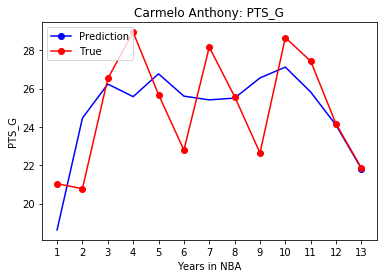 Carmelo Anthony: PTS_G
Prediction
True
28
26
24
22
20
PTS_G
1 2 3 4 5 6 7 8 9 10 11 12 13
Years in NBA